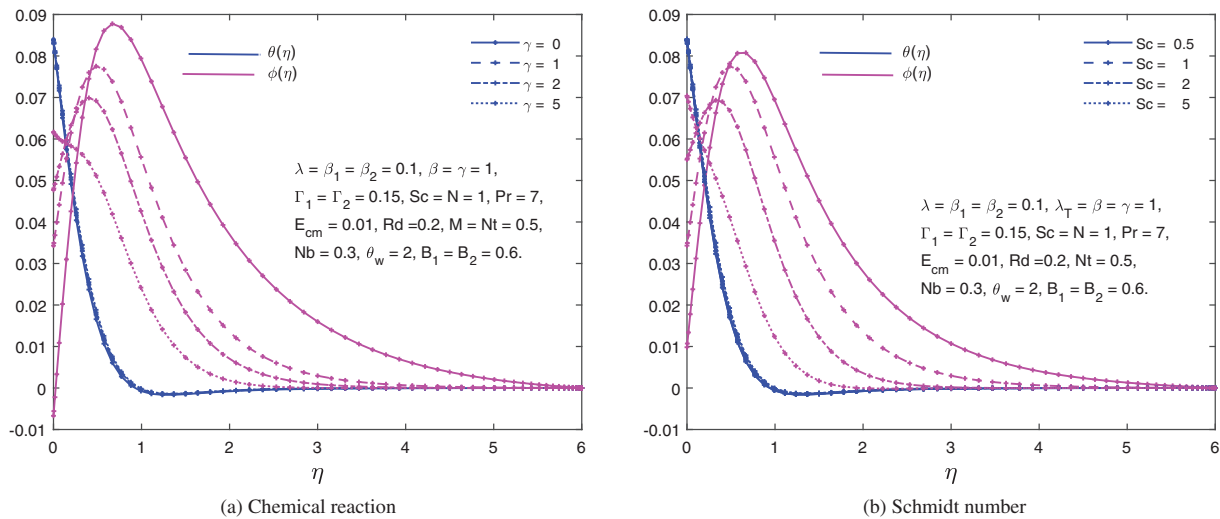 0.09
0.08
0.07
0.06
0.05
0.04
0.03
0.02
0.01
0
-0.01
θ(η)
ϕ(η)
γ = 0
γ = 1
γ = 2
γ = 5
λ = β₁ = β₂ = 0.1, β = γ = 1,
Γ₁ = Γ₂ = 0.15, Sc = N = 1, Pr = 7,
E_cm = 0.01, Rd =0.2, M = Nt = 0.5,
Nb = 0.3, θ_w = 2, B₁ = B₂ = 0.6.
0 1 2 3 4 5 6
η
(a) Chemical reaction
0.09
0.08
0.07
0.06
0.05
0.04
0.03
0.02
0.01
0
-0.01
θ(η)
ϕ(η)
Sc = 0.5
Sc = 1
Sc = 2
Sc = 5
λ = β₁ = β₂ = 0.1, λ_T = β = γ = 1,
Γ₁ = Γ₂ = 0.15, Sc = N = 1, Pr = 7,
E_cm = 0.01, Rd =0.2, Nt = 0.5,
Nb = 0.3, θ_w = 2, B₁ = B₂ = 0.6.
0 1 2 3 4 5 6
η
(b) Schmidt number